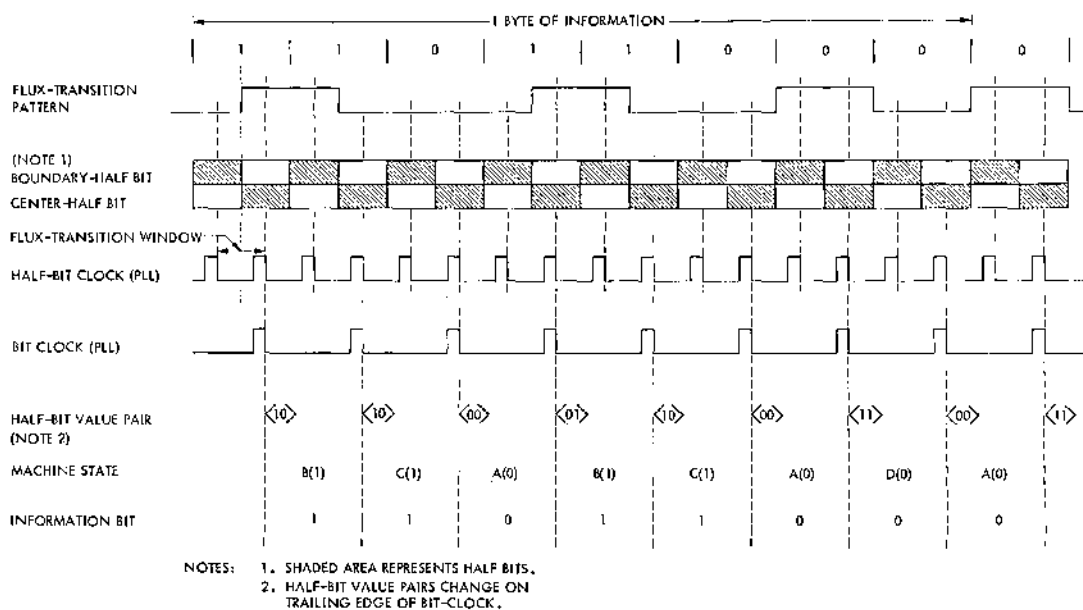 1 BYTE OF INFORMATION
1 1 0 1 1 0 0 0 0
FLUX-TRANSITION
PATTERN
(NOTE 1)
BOUNDARY-HALF BIT
CENTER-HALF BIT
FLUX-TRANSITION WINDOW
HALF-BIT CLOCK (PLL)
BIT CLOCK (PLL)
HALF-BIT VALUE PAIR <10> <10> <00> <01> <10> <00> <11> <00> <11>
(NOTE 2)
MACHINE STATE B(1) C(1) A(0) B(1) C(1) A(0) D(0) A(0)
INFORMATION BIT 1 1 0 1 1 0 0 0
NOTES: 1. SHADED AREA REPRESENTS HALF BITS.
2. HALF-BIT VALUE PAIRS CHANGE ON
TRAILING EDGE OF BIT-CLOCK.